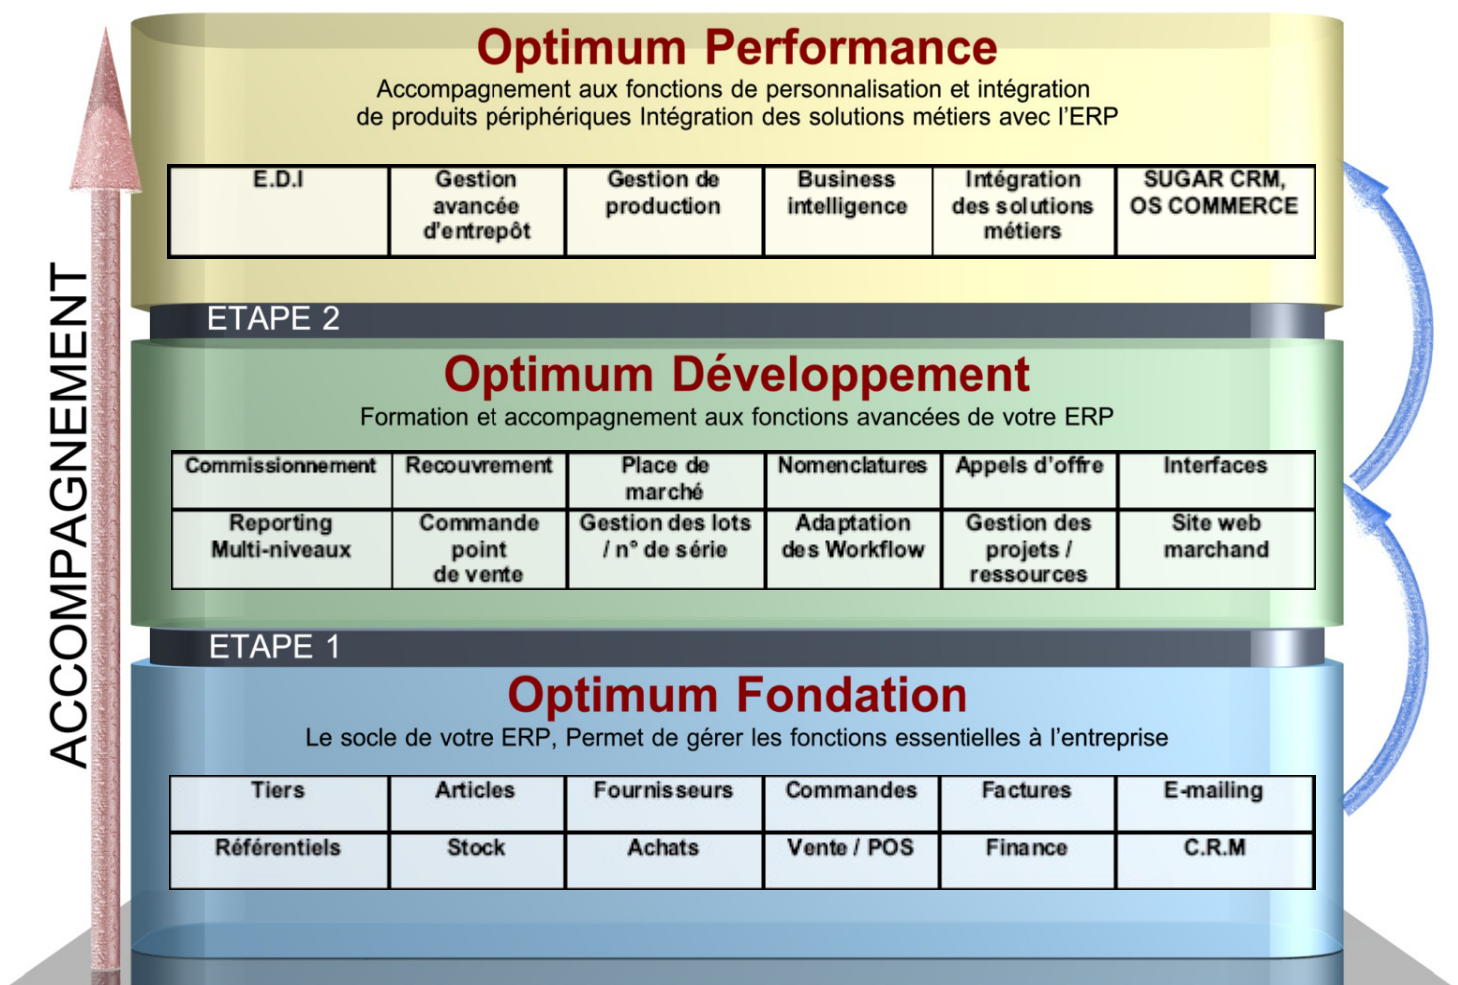 Optimum Performance
Accompagnement aux fonctions de personnalisation et intégration
de produits périphériques Intégration des solutions métiers avec l'ERP
E.D.I
Gestion
avancée
d'entrepôt
Gestion de
production
Business
intelligence
Intégration
des solutions
métiers
SUGAR CRM,
OS COMMERCE
ACCOMPAGNEMENT
ETAPE 2
Optimum Développement
Formation et accompagnement aux fonctions avancées de votre ERP
Commissionnement
Recouvrement
Place de
marché
Nomenclatures
Appels d'offre
Interfaces
Reporting
Multi-niveaux
Commande
point
de vente
Gestion des lots
/ n° de série
Adaptation
des Workflow
Gestion des
projets /
ressources
Site web
marchand
ETAPE 1
Optimum Fondation
Le socle de votre ERP, Permet de gérer les fonctions essentielles à l'entreprise
Tiers
Articles
Fournisseurs
Commandes
Factures
E-mailing
Référentiels
Stock
Achats
Vente / POS
Finance
C.R.M